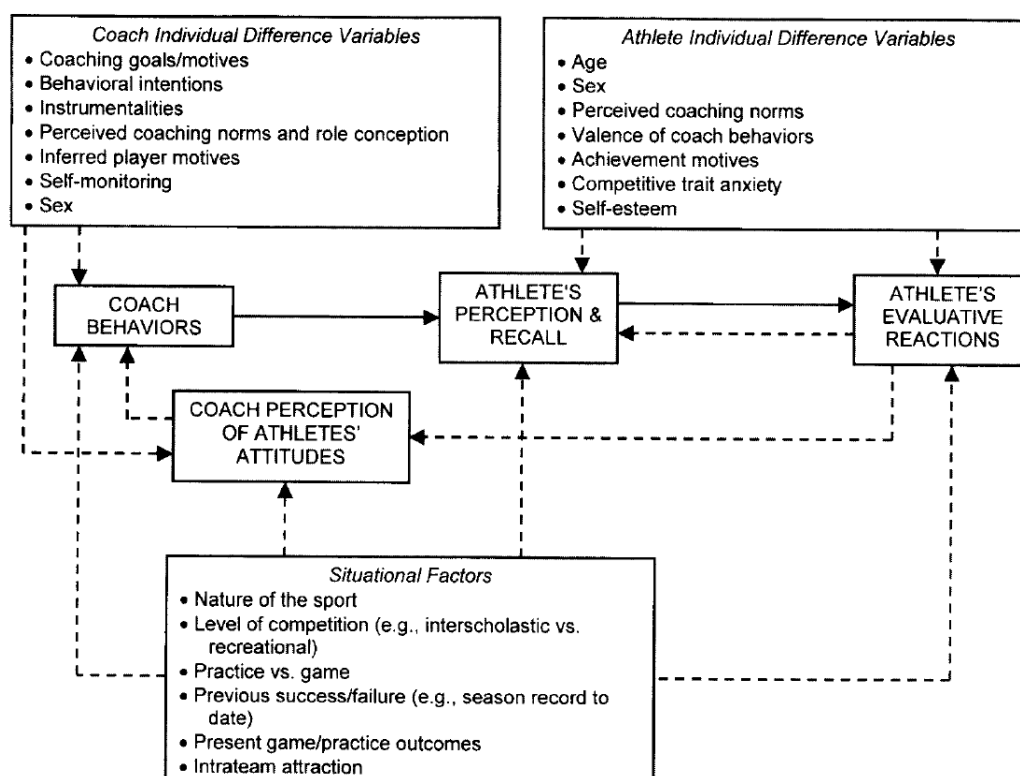 Coach Individual Difference Variables
• Coaching goals/motives
• Behavioral intentions
• Instrumentalities
• Perceived coaching norms and role conception
• Inferred player motives
• Self-monitoring
• Sex
Athlete Individual Difference Variables
• Age
• Sex
• Perceived coaching norms
• Valence of coach behaviors
• Achievement motives
• Competitive trait anxiety
• Self-esteem
COACH
BEHAVIORS
ATHLETE'S
PERCEPTION &
RECALL
ATHLETE'S
EVALUATIVE
REACTIONS
COACH PERCEPTION
OF ATHLETES'
ATTITUDES
Situational Factors
• Nature of the sport
• Level of competition (e.g., interscholastic vs.
recreational)
• Practice vs. game
• Previous success/failure (e.g., season record to
date)
• Present game/practice outcomes
• Intrateam attraction